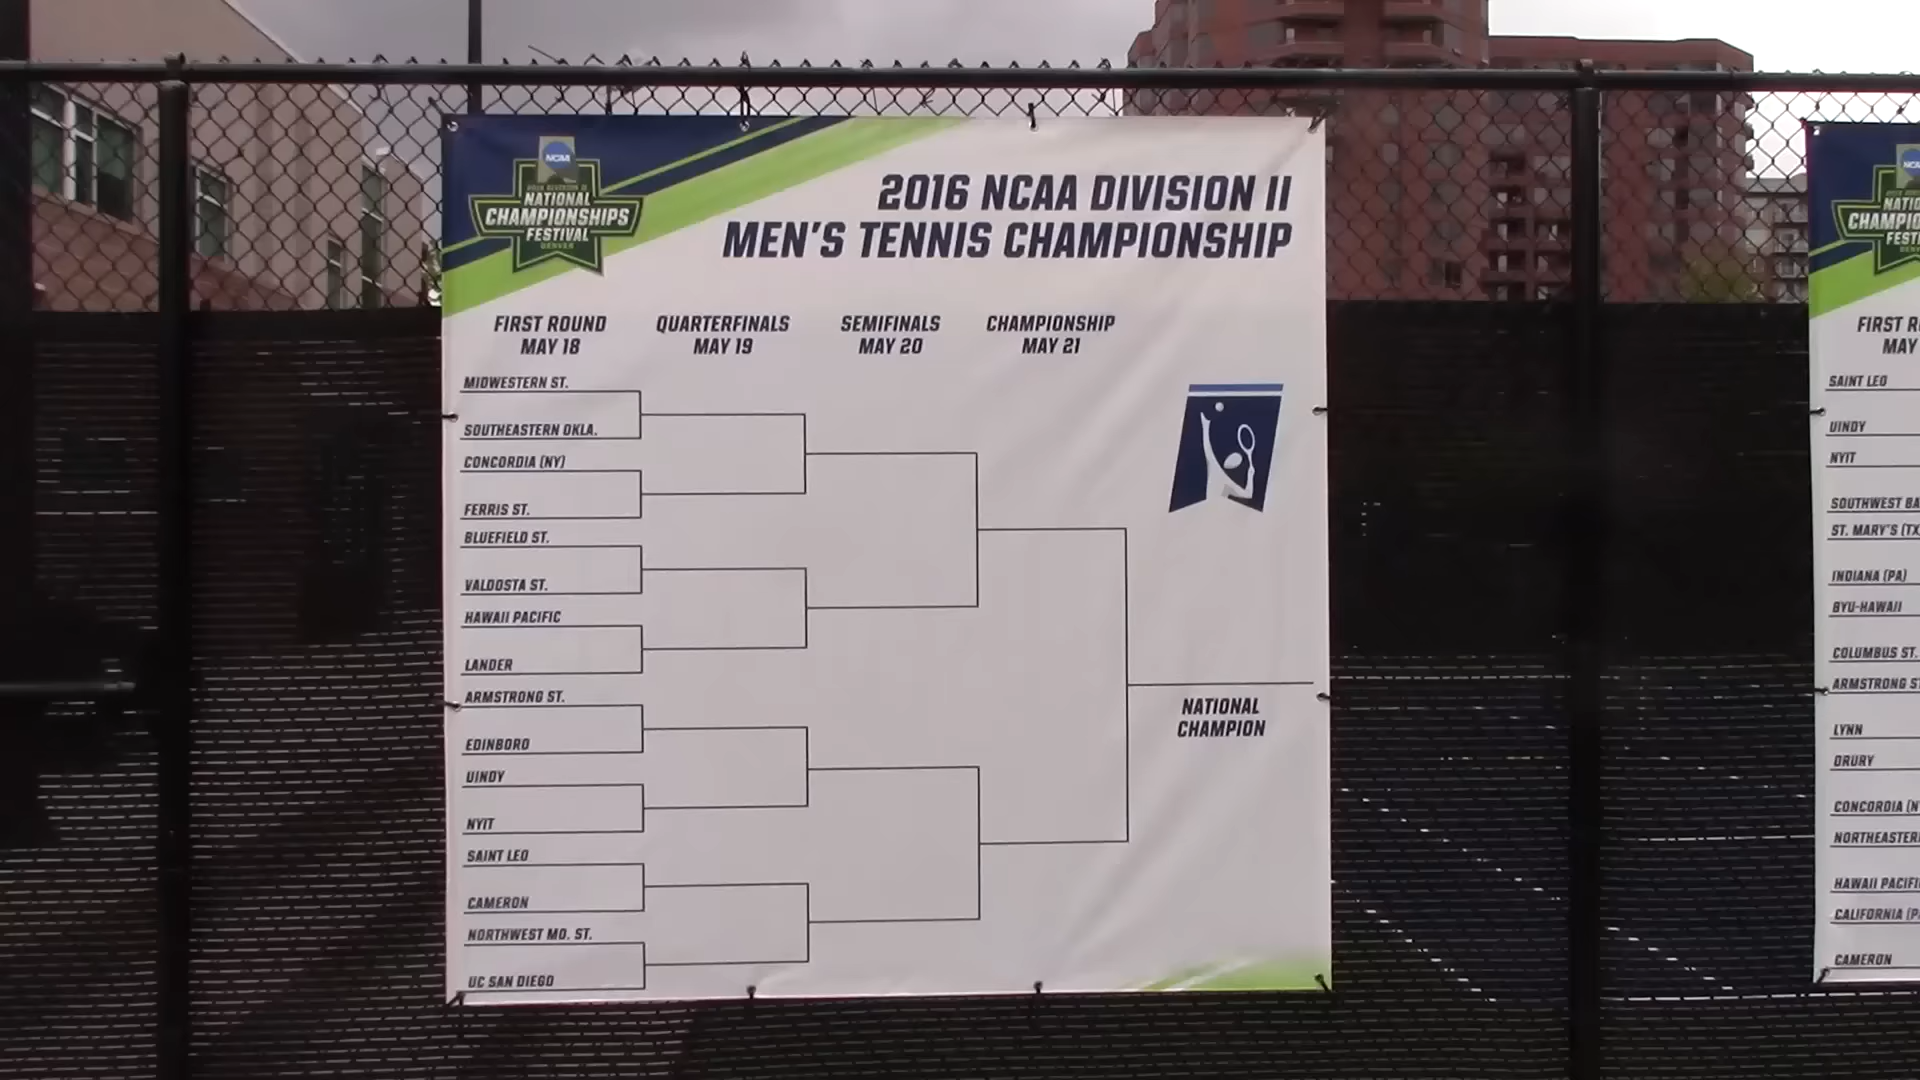 NCAA
2016 DIVISION II
NATIONAL
CHAMPIONSHIPS
FESTIVAL
DENVER
2016 NCAA DIVISION II
MEN'S TENNIS CHAMPIONSHIP
FIRST ROUND
MAY 18
QUARTERFINALS
MAY 19
SEMIFINALS
MAY 20
CHAMPIONSHIP
MAY 21
MIDWESTERN ST.
SOUTHEASTERN OKLA.
CONCORDIA (NY)
FERRIS ST.
BLUEFIELD ST.
VALDOSTA ST.
HAWAII PACIFIC
LANDER
ARMSTRONG ST.
EDINBORO
UINDY
NYIT
SAINT LEO
CAMERON
NORTHWEST MO. ST.
UC SAN DIEGO
NATIONAL
CHAMPION
FIRST R
MAY
SAINT LEO
UINDY
NYIT
SOUTHWEST BA
ST. MARY'S (TX
INDIANA (PA)
BYU-HAWAII
COLUMBUS ST.
ARMSTRONG ST
LYNN
DRURY
CONCORDIA (N
NORTHEASTER
HAWAII PACIFI
CALIFORNIA (P
CAMERON